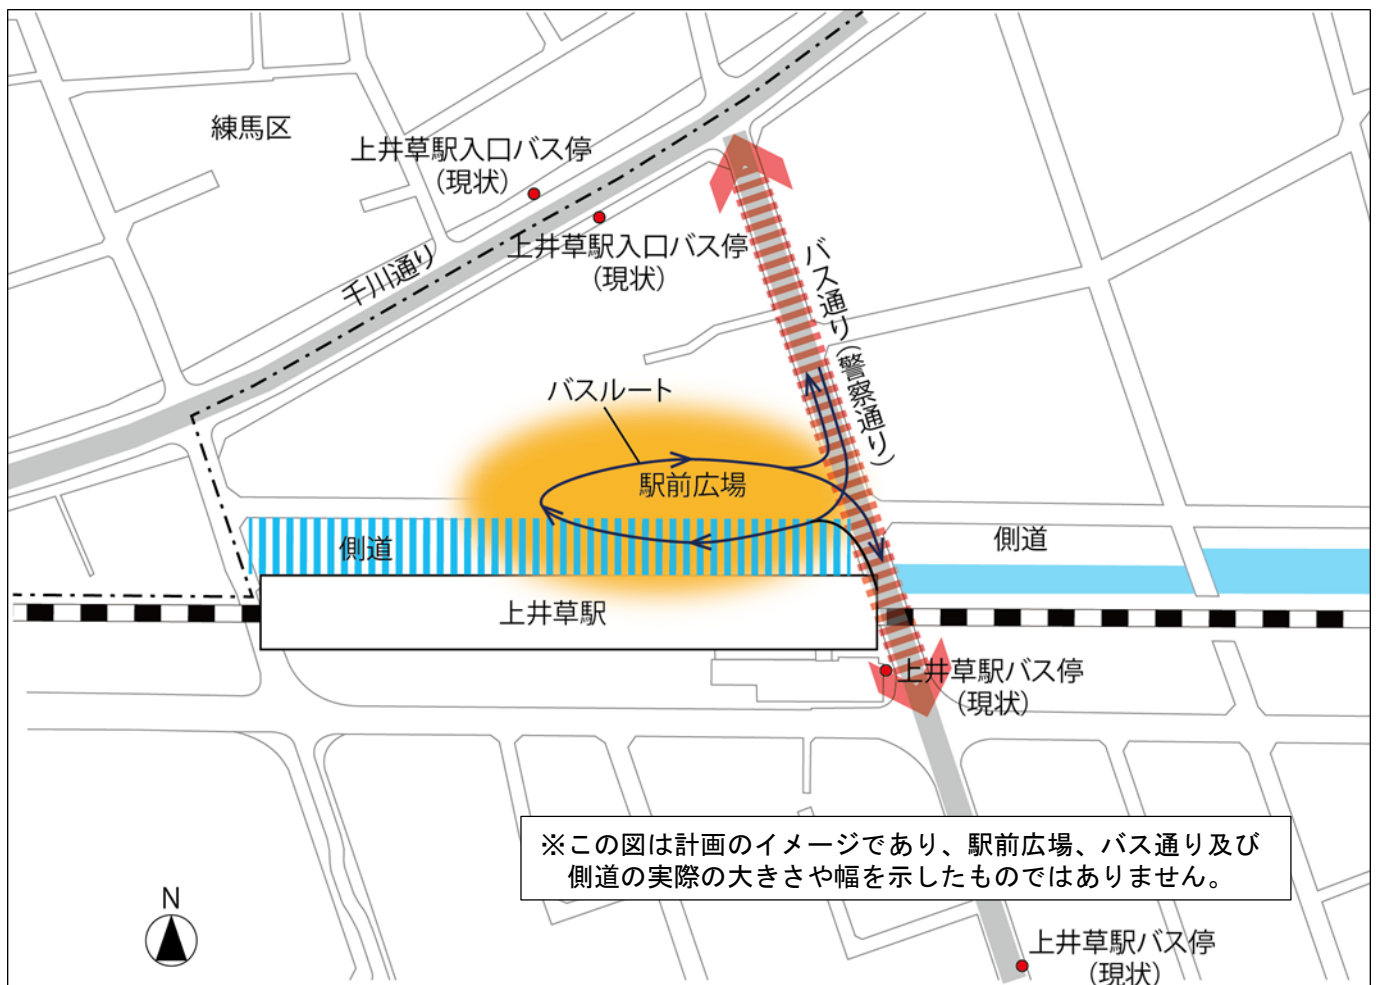 練馬区
上井草駅入口バス停
(現状)
上井草駅入口バス停
(現状)
千川通り
バス通り(警察通り)
バスルート
駅前広場
側道
側道
上井草駅
上井草駅バス停
(現状)
※この図は計画のイメージであり、駅前広場、バス通り及び
側道の実際の大きさや幅を示したものではありません。
N
上井草駅バス停
(現状)